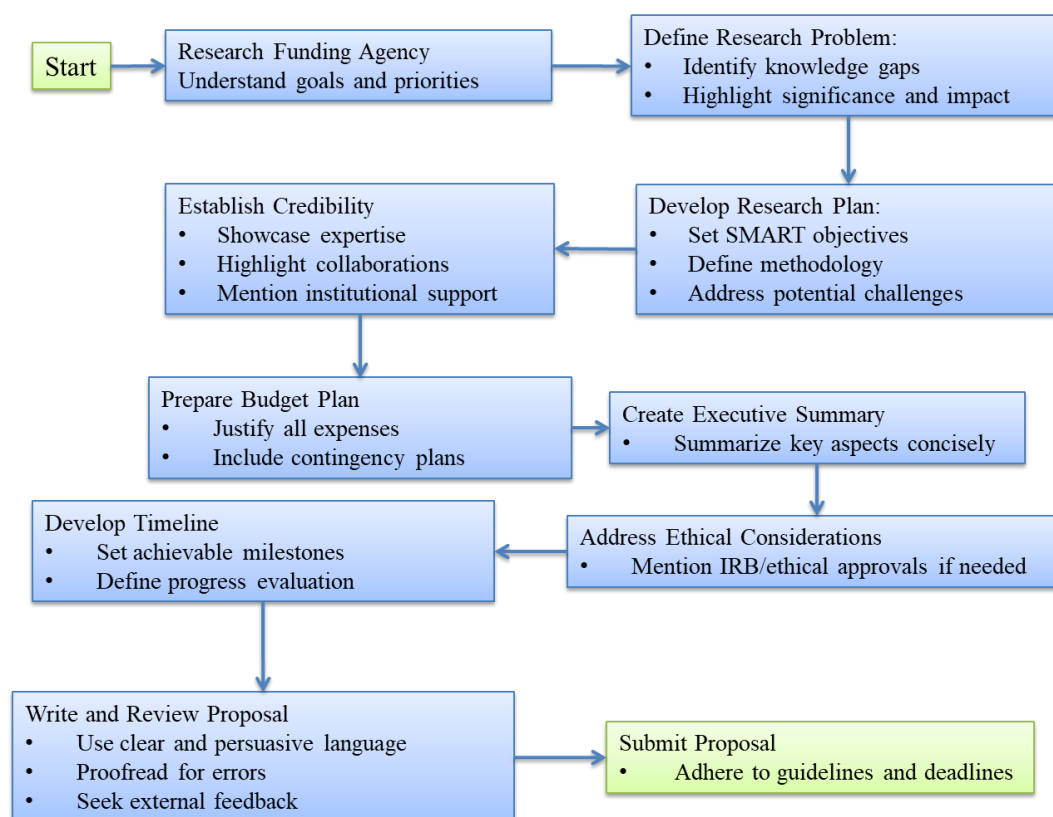 Start
Research Funding Agency
Understand goals and priorities
Define Research Problem:
• Identify knowledge gaps
• Highlight significance and impact
Develop Research Plan:
• Set SMART objectives
• Define methodology
• Address potential challenges
Establish Credibility
• Showcase expertise
• Highlight collaborations
• Mention institutional support
Prepare Budget Plan
• Justify all expenses
• Include contingency plans
Create Executive Summary
• Summarize key aspects concisely
Address Ethical Considerations
• Mention IRB/ethical approvals if needed
Develop Timeline
• Set achievable milestones
• Define progress evaluation
Write and Review Proposal
• Use clear and persuasive language
• Proofread for errors
• Seek external feedback
Submit Proposal
• Adhere to guidelines and deadlines